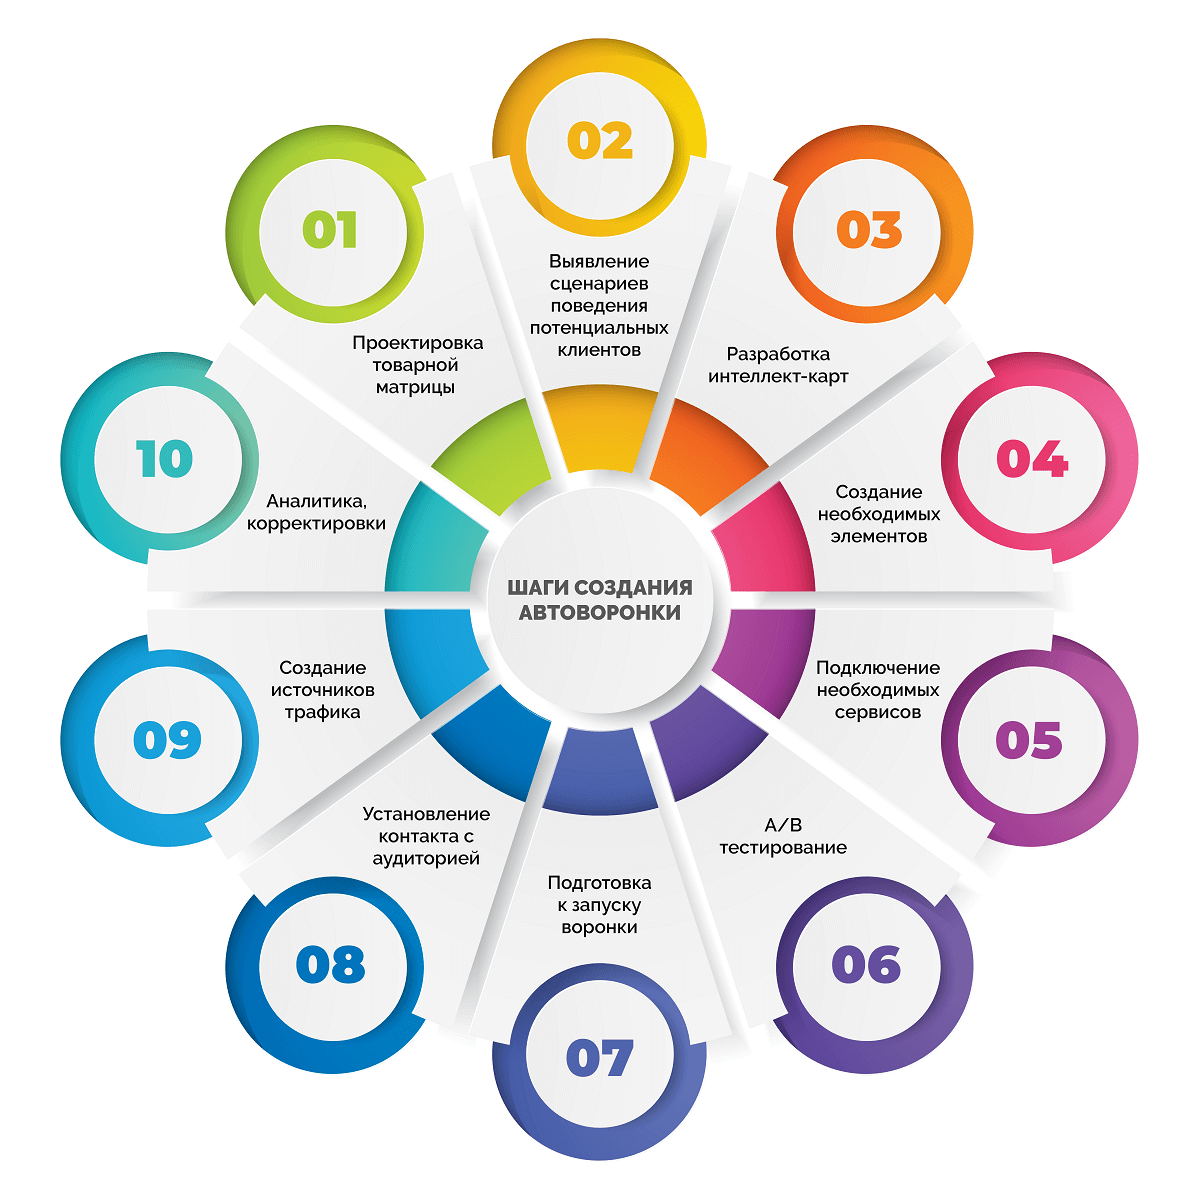 ШАГИ СОЗДАНИЯ
АВТОВОРОНКИ
01
Проектировка
товарной
матрицы
02
Выявление
сценариев
поведения
потенциальных
клиентов
03
Разработка
интеллект-карт
04
Создание
необходимых
элементов
05
Подключение
необходимых
сервисов
06
А/В
тестирование
07
Подготовка
к запуску
воронки
08
Установление
контакта с
аудиторией
09
Создание
источников
трафика
10
Аналитика,
корректировки